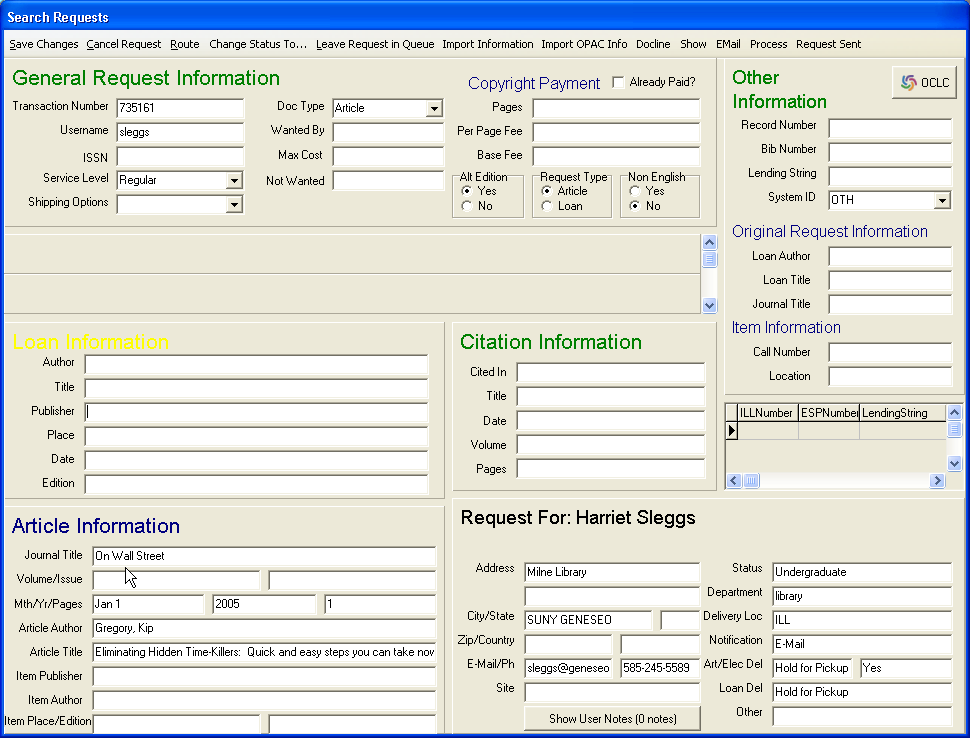 Search Requests
Save Changes Cancel Request Route Change Status To... Leave Request in Queue Import Information Import OPAC Info Docline Show EMail Process Request Sent
General Request Information
Transaction Number 735161
Username sleggs
ISSN
Service Level Regular
Shipping Options
Doc Type Article
Wanted By
Max Cost
Not Wanted
Copyright Payment Already Paid?
Pages
Per Page Fee
Base Fee
Alt Edition
Yes
No
Request Type
Article
Loan
Non English
Yes
No
Other
Information
OCLC
Record Number
Bib Number
Lending String
System ID OTH
Original Request Information
Loan Author
Loan Title
Journal Title
Item Information
Call Number
Location
ILLNumber ESPNumber LendingString
Loan Information
Author
Title
Publisher
Place
Date
Edition
Citation Information
Cited In
Title
Date
Volume
Pages
Article Information
Journal Title On Wall Street
Volume/Issue
Mth/Yr/Pages Jan 1 2005 1
Article Author Gregory, Kip
Article Title Eliminating Hidden Time-Killers: Quick and easy steps you can take now
Item Publisher
Item Author
Item Place/Edition
Request For: Harriet Sleggs
Address Milne Library
City/State SUNY GENESEO
Zip/Country
E-Mail/Ph sleggs@geneseo 585-245-5589
Site
Show User Notes (0 notes)
Status Undergraduate
Department library
Delivery Loc ILL
Notification E-Mail
Art/Elec Del Hold for Pickup Yes
Loan Del Hold for Pickup
Other